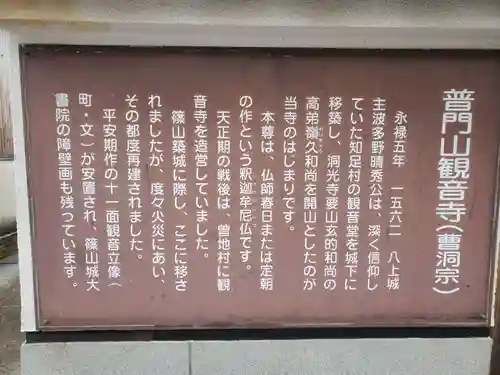 普門山観音寺（曹洞宗）
永禄五年　一五六二　八上城
主波多野晴秀公は、深く信仰し
ていた知足村の観音堂を城下に
移築し、洞光寺要山玄的和尚の
高弟 久和尚を開山としたのが
当寺のはじまりです。
本尊は、仏師春日または定朝
の作という釈迦牟尼仏です。
天正期の戦後は、曽地村に観
音寺を造営していました。
篠山築城に際し、ここに移さ
れましたが、度々火災にあい、
その都度再建されました。
平安期作の十一面観音立像（
町・文）が安置され、篠山城大
書院の障壁画も残っています。